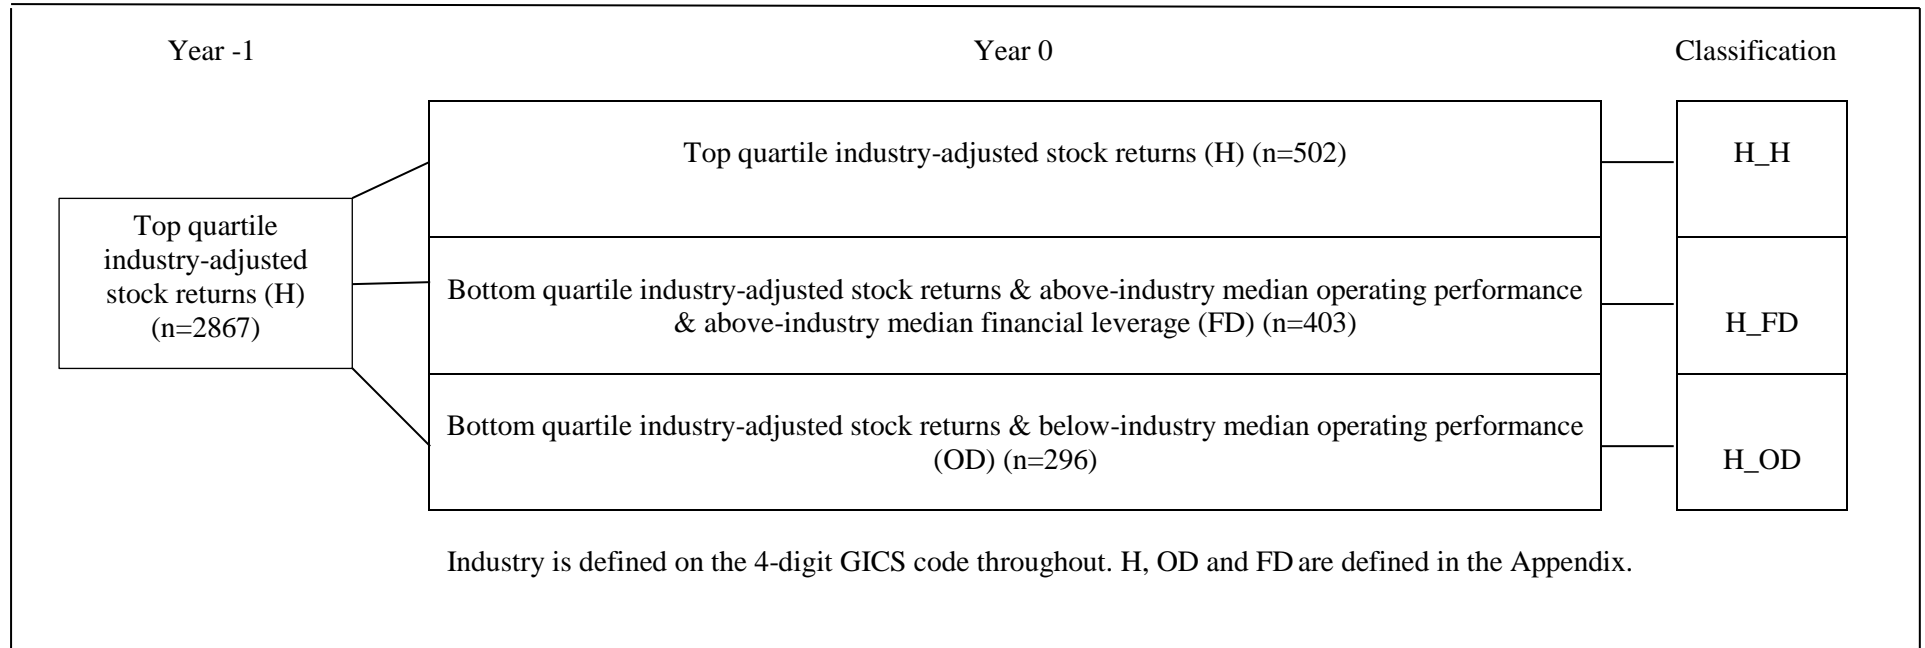 Year -1
Year 0
Classification
Top quartile
industry-adjusted
stock returns (H)
(n=2867)
Top quartile industry-adjusted stock returns (H) (n=502)
H_H
Bottom quartile industry-adjusted stock returns & above-industry median operating performance
& above-industry median financial leverage (FD) (n=403)
H_FD
Bottom quartile industry-adjusted stock returns & below-industry median operating performance
(OD) (n=296)
H_OD
Industry is defined on the 4-digit GICS code throughout. H, OD and FD are defined in the Appendix.